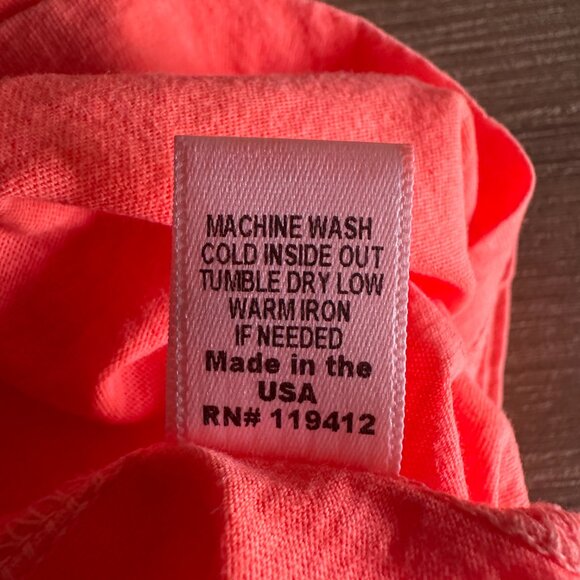 MACHINE WASH
COLD INSIDE OUT
TUMBLE DRY LOW
WARM IRON
IF NEEDED
Made in the
USA
RN# 119412